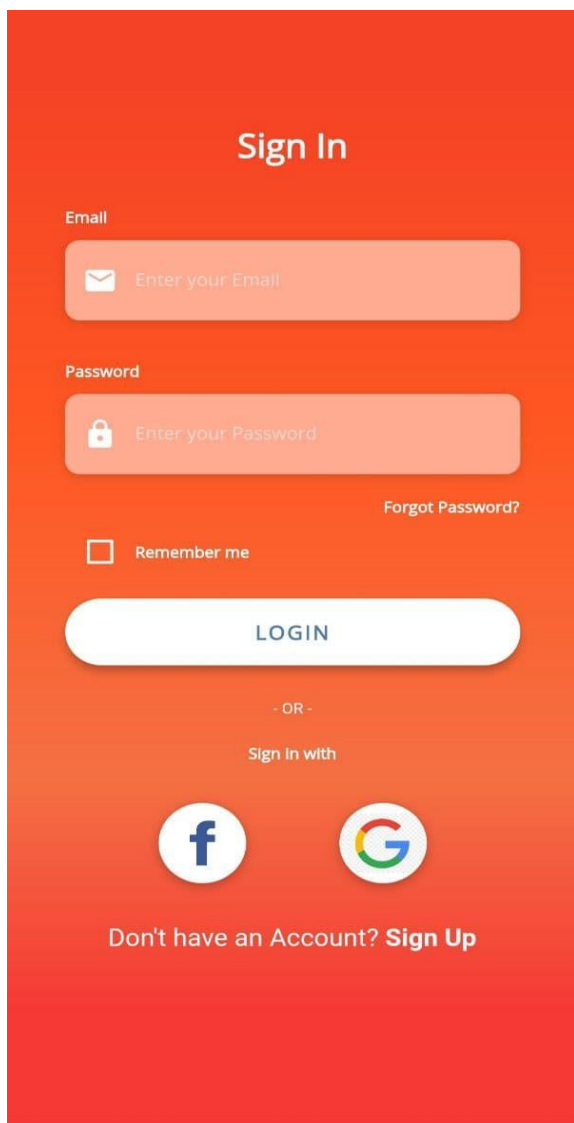 Sign In
Email
Enter your Email
Password
Enter your Password
Forgot Password?
Remember me
LOGIN
- OR -
Sign in with
f
G
Don't have an Account? Sign Up